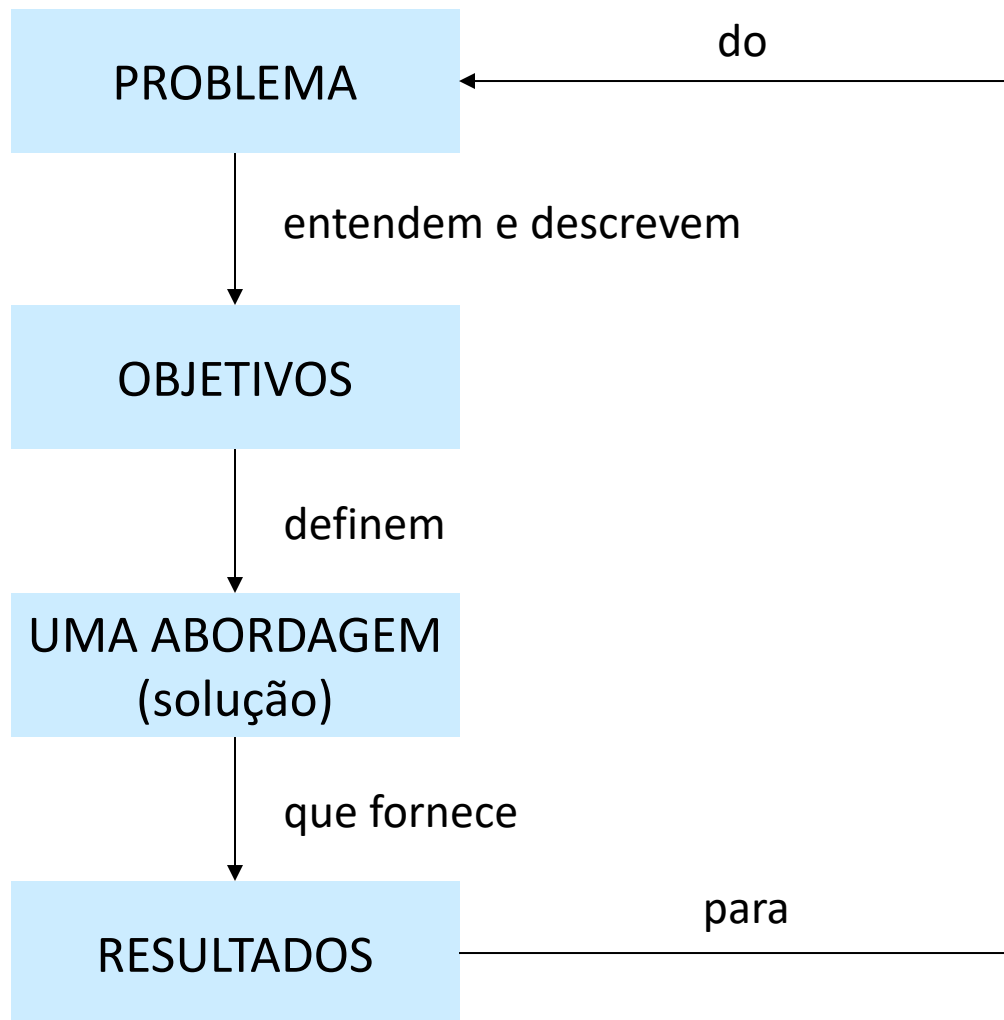 PROBLEMA
do
entendem e descrevem
OBJETIVOS
definem
UMA ABORDAGEM
(solução)
que fornece
RESULTADOS
para